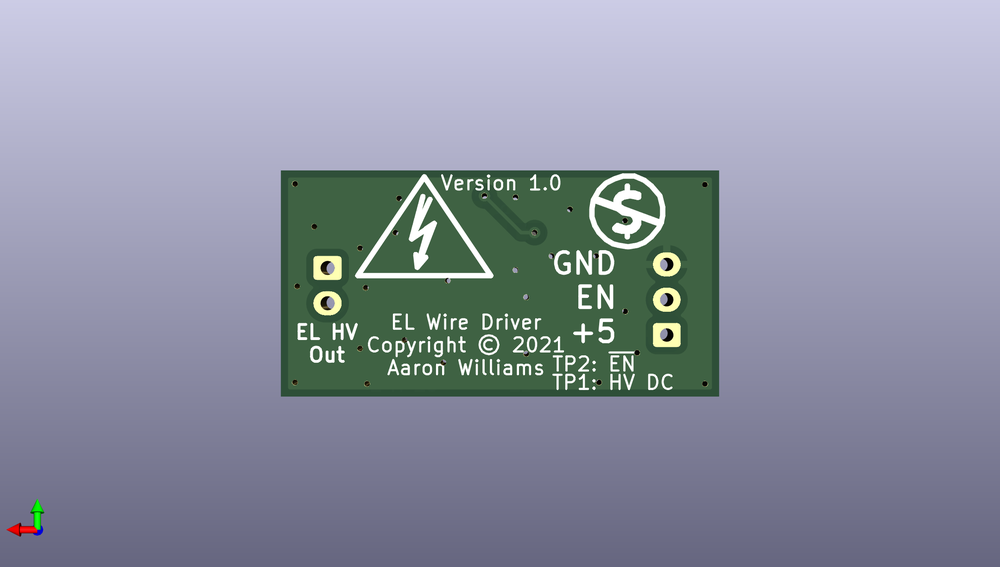 Version 1.0
$
GND
EN
+5
EL HV
Out
EL Wire Driver
Copyright © 2021
Aaron Williams
TP2: EN
TP1: HV DC